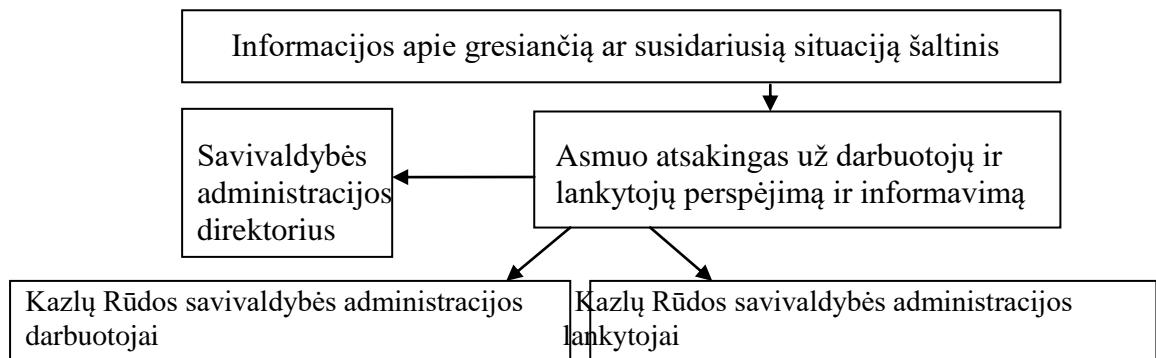 Informacijos apie gresiančią ar susidariusią situaciją šaltinis
Savivaldybės
administracijos
direktorius
Asmuo atsakingas už darbuotojų ir
lankytojų perspėjimą ir informavimą
Kazlų Rūdos savivaldybės administracijos
darbuotojai
Kazlų Rūdos savivaldybės administracijos
lankytojai